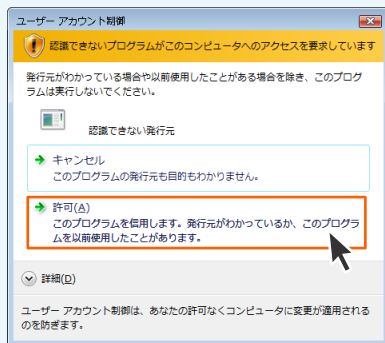 ユーザー アカウント制御
認識できないプログラムがこのコンピュータへのアクセスを要求しています
発行元がわかっている場合や以前使用したことがある場合を除き、このプログ
ラムは実行しないでください。
認識できない発行元
キャンセル
このプログラムの発行元も目的もわかりません。
許可(A)
このプログラムを信用します。発行元がわかっているか、このプログラ
ムを以前使用したことがあります。
詳細(D)
ユーザー アカウント制御は、あなたの許可なくコンピュータに変更が適用される
のを防ぎます。